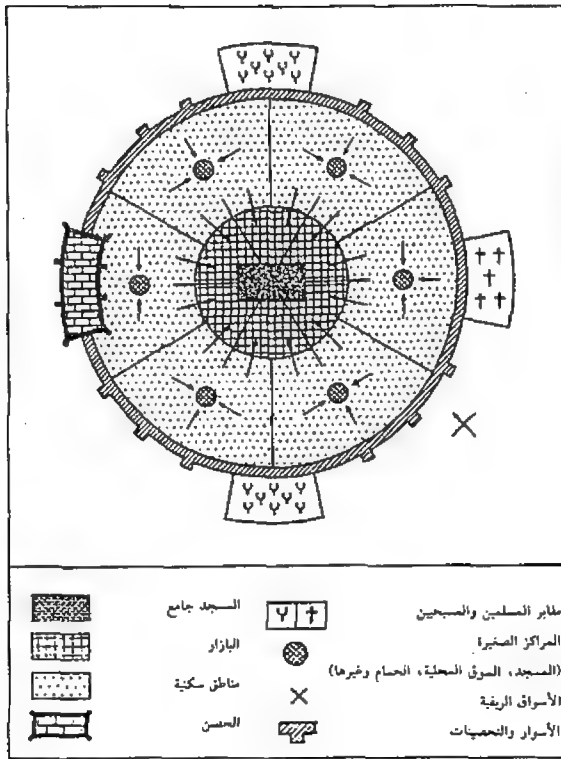 مقابر المسلمين والمسيحيين
المراكز الصغيرة
(المسجد، السوق المحلية، الحمام وغيرها)
الأسواق الريفية
الأسوار والتحصينات
المسجد جامع
البازار
مناطق سكنية
الحصن